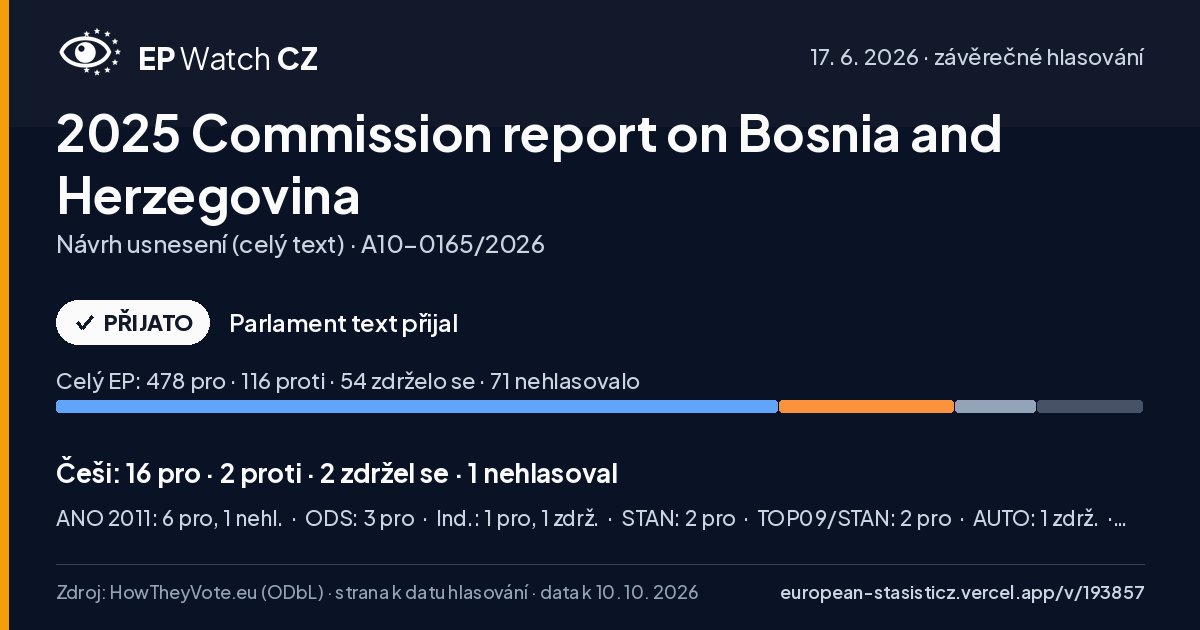 EP Watch CZ
17. 6. 2026 · závěrečné hlasování
2025 Commission report on Bosnia and
Herzegovina
Návrh usnesení (celý text) · A10–0165/2026
✓ PŘIJATO
Parlament text přijal
Celý EP: 478 pro · 116 proti · 54 zdrželo se · 71 nehlasovalo
Češi: 16 pro · 2 proti · 2 zdržel se · 1 nehlasoval
ANO 2011: 6 pro, 1 nehl. · ODS: 3 pro · Ind.: 1 pro, 1 zdrž. · STAN: 2 pro · TOP09/STAN: 2 pro · AUTO: 1 zdrž. ·…
Zdroj: HowTheyVote.eu (ODbL) · strana k datu hlasování · data k 10. 10. 2026
european-stasisticz.vercel.app/v/193857